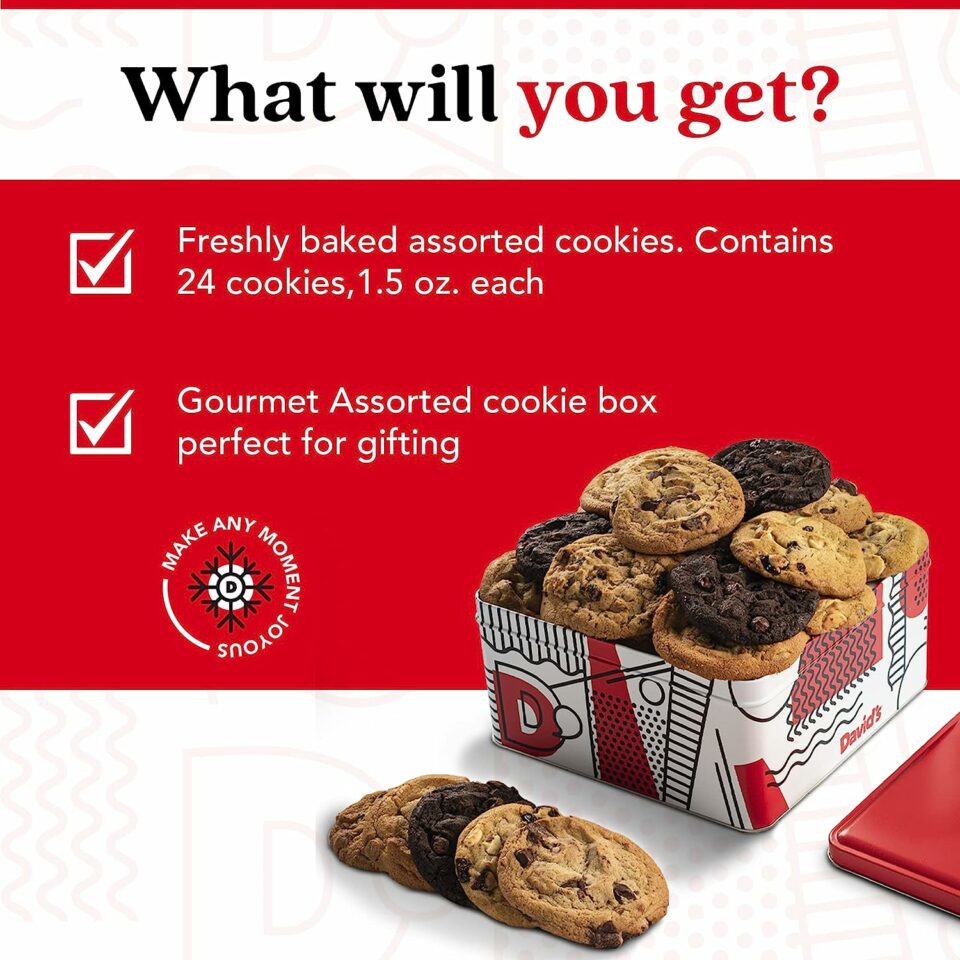 What will you get?
Freshly baked assorted cookies. Contains
24 cookies,1.5 oz. each
Gourmet Assorted cookie box
perfect for gifting
MAKE ANY MOMENT JOYOUS
D
D
David's